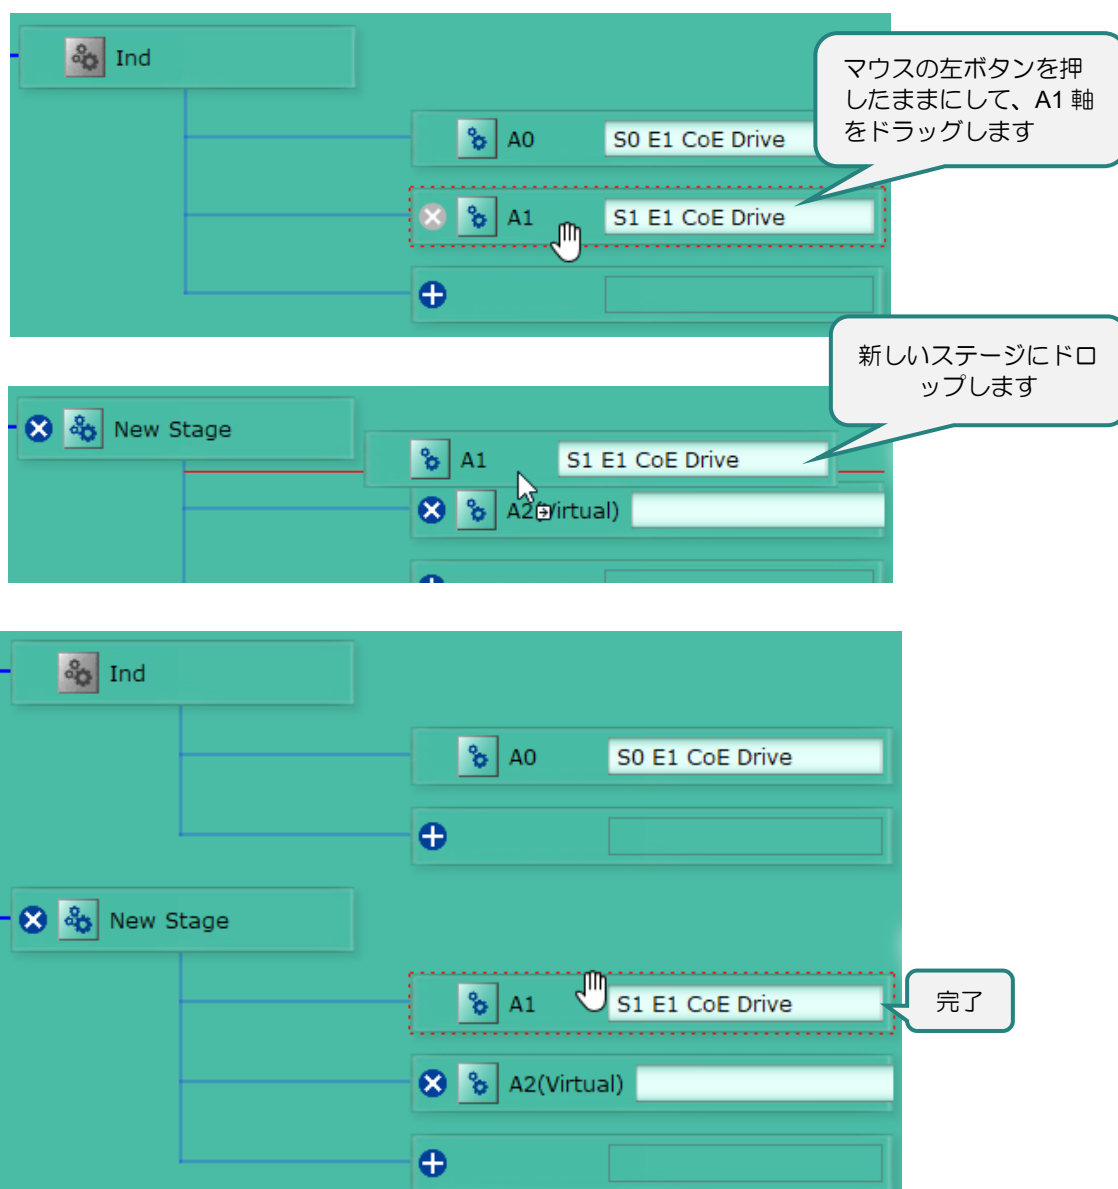 Ind
マウスの左ボタンを押
したままにして、A1 軸
をドラッグします
A0 S0 E1 CoE Drive
A1 S1 E1 CoE Drive
新しいステージにドロ
ップします
New Stage
A1 S1 E1 CoE Drive
A2(Virtual)
Ind
A0 S0 E1 CoE Drive
New Stage
A1 S1 E1 CoE Drive
完了
A2(Virtual)